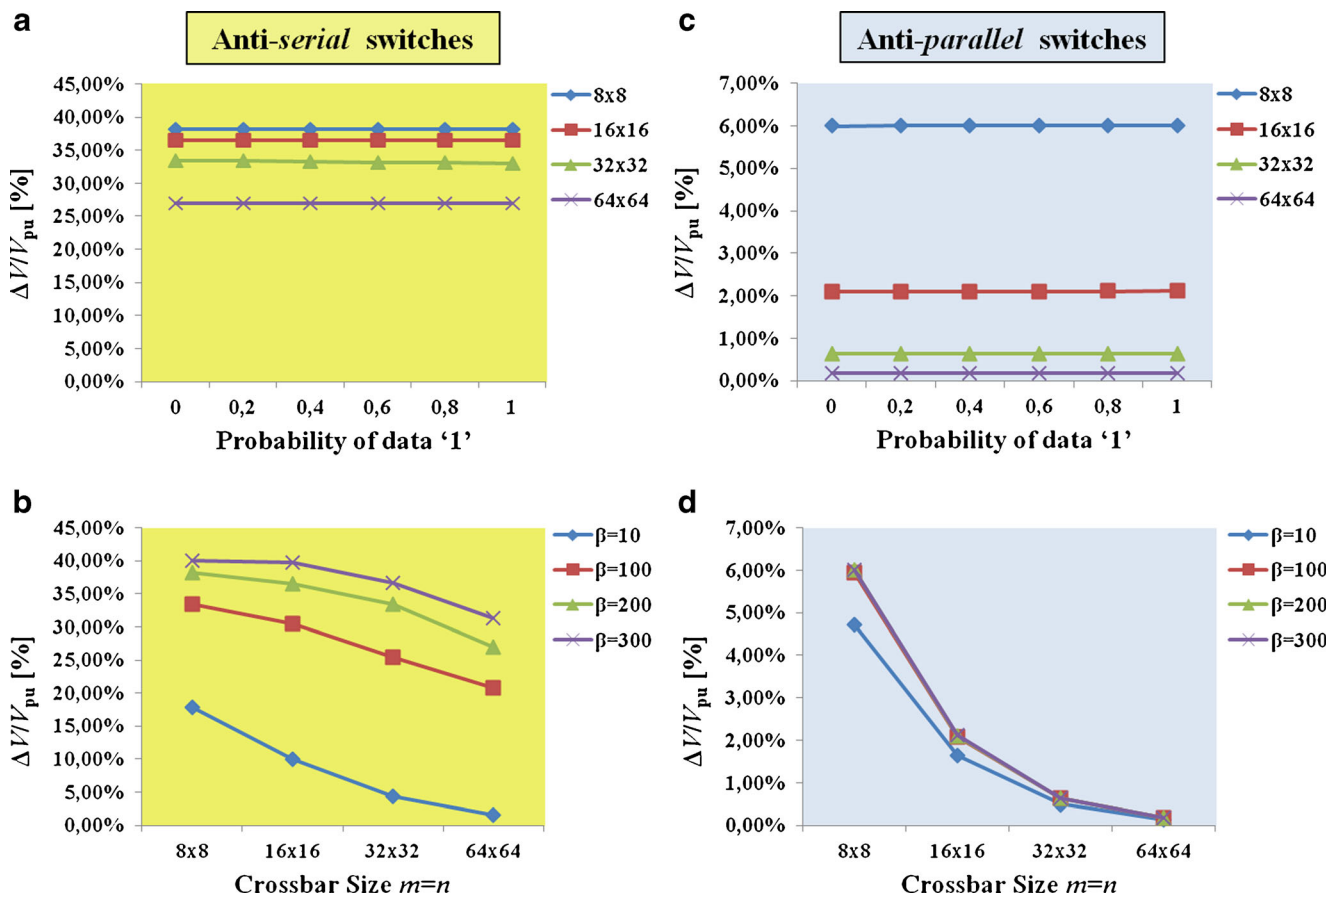 a
Anti-serial switches
45,00%
40,00%
35,00%
30,00%
25,00%
20,00%
15,00%
10,00%
5,00%
0,00%
ΔV/Vpu [%]
0 0,2 0,4 0,6 0,8 1
Probability of data ‘1’
8x8
16x16
32x32
64x64
c
Anti-parallel switches
7,00%
6,00%
5,00%
4,00%
3,00%
2,00%
1,00%
0,00%
ΔV/Vpu [%]
0 0,2 0,4 0,6 0,8 1
Probability of data ‘1’
8x8
16x16
32x32
64x64
b
45,00%
40,00%
35,00%
30,00%
25,00%
20,00%
15,00%
10,00%
5,00%
0,00%
ΔV/Vpu [%]
8x8 16x16 32x32 64x64
Crossbar Size m=n
β=10
β=100
β=200
β=300
d
7,00%
6,00%
5,00%
4,00%
3,00%
2,00%
1,00%
0,00%
ΔV/Vpu [%]
8x8 16x16 32x32 64x64
Crossbar Size m=n
β=10
β=100
β=200
β=300